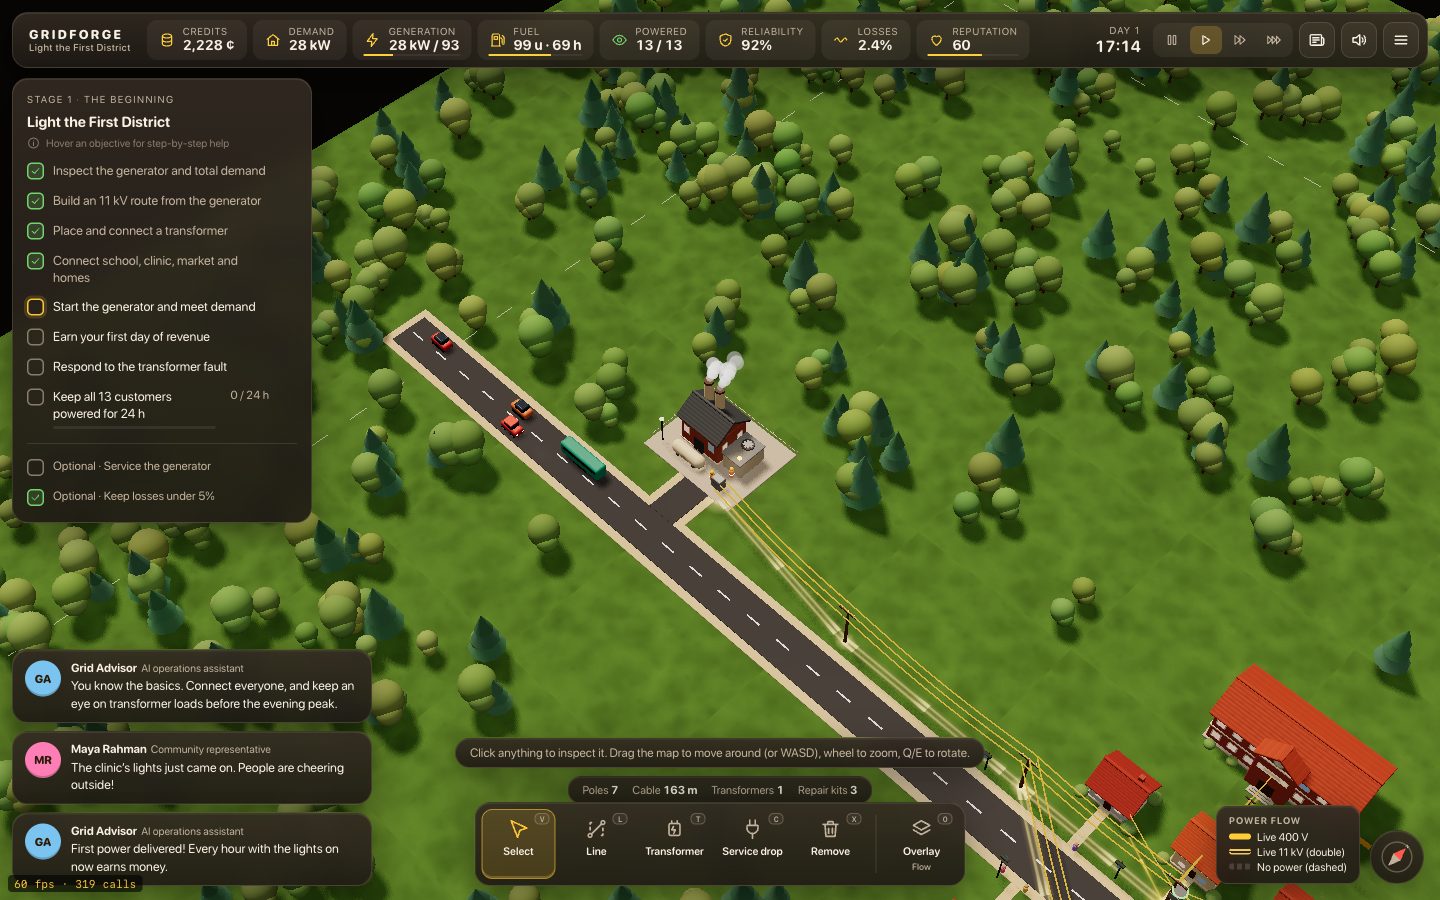 GRIDFORGE
Light the First District
CREDITS
2,228 ¢
DEMAND
28 kW
GENERATION
28 kW / 93
FUEL
99 u · 69 h
POWERED
13 / 13
RELIABILITY
92%
LOSSES
2.4%
REPUTATION
60
DAY 1
17:14
STAGE 1 · THE BEGINNING
Light the First District
Hover an objective for step-by-step help
Inspect the generator and total demand
Build an 11 kV route from the generator
Place and connect a transformer
Connect school, clinic, market and
homes
Start the generator and meet demand
Earn your first day of revenue
Respond to the transformer fault
Keep all 13 customers 0 / 24 h
powered for 24 h
Optional · Service the generator
Optional · Keep losses under 5%
GA
Grid Advisor AI operations assistant
You know the basics. Connect everyone, and keep an
eye on transformer loads before the evening peak.
MR
Maya Rahman Community representative
The clinic's lights just came on. People are cheering
outside!
GA
Grid Advisor AI operations assistant
First power delivered! Every hour with the lights on
now earns money.
60 fps · 319 calls
Click anything to inspect it. Drag the map to move around (or WASD), wheel to zoom, Q/E to rotate.
Poles 7 Cable 163 m Transformers 1 Repair kits 3
V
Select
L
Line
T
Transformer
C
Service drop
X
Remove
O
Overlay
Flow
POWER FLOW
Live 400 V
Live 11 kV (double)
No power (dashed)